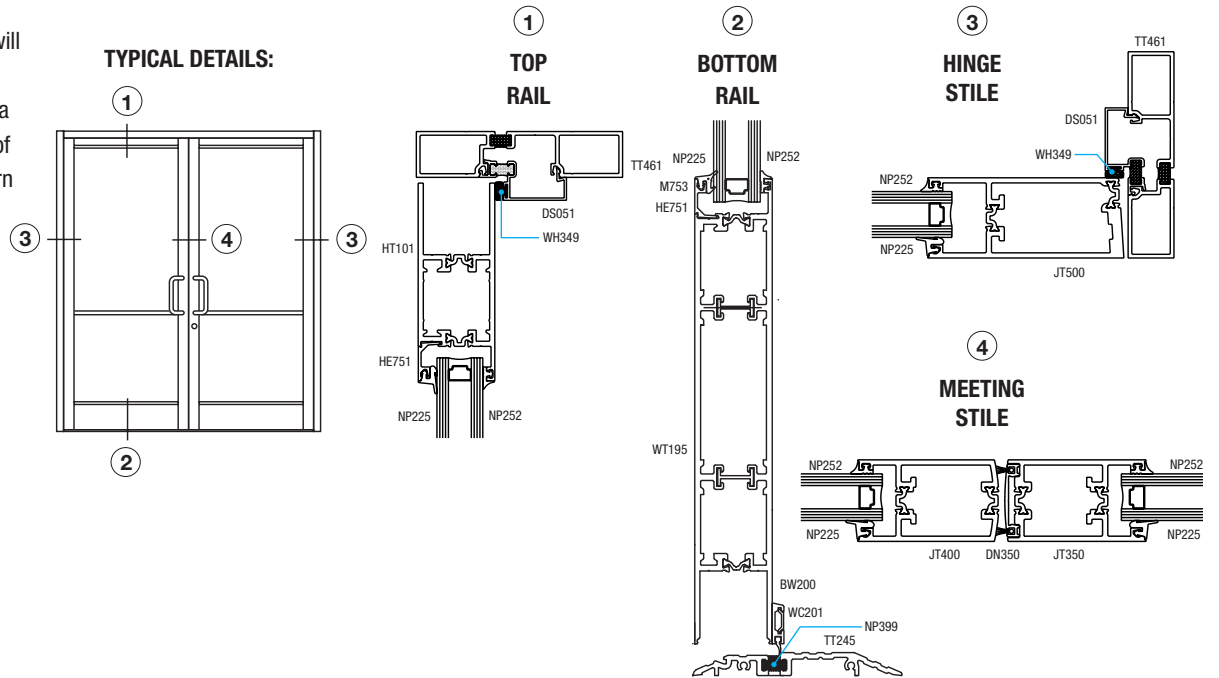 will
a
of
rn
TYPICAL DETAILS:
1
3
4
3
2
1
TOP
RAIL
TT461
DS051
WH349
HT101
HE751
NP225
NP252
2
BOTTOM
RAIL
NP225
NP252
M753
HE751
WT195
BW200
WC201
NP399
TT245
3
HINGE
STILE
TT461
DS051
WH349
NP252
NP225
JT500
4
MEETING
STILE
NP252
NP252
NP225
NP225
JT400
DN350
JT350